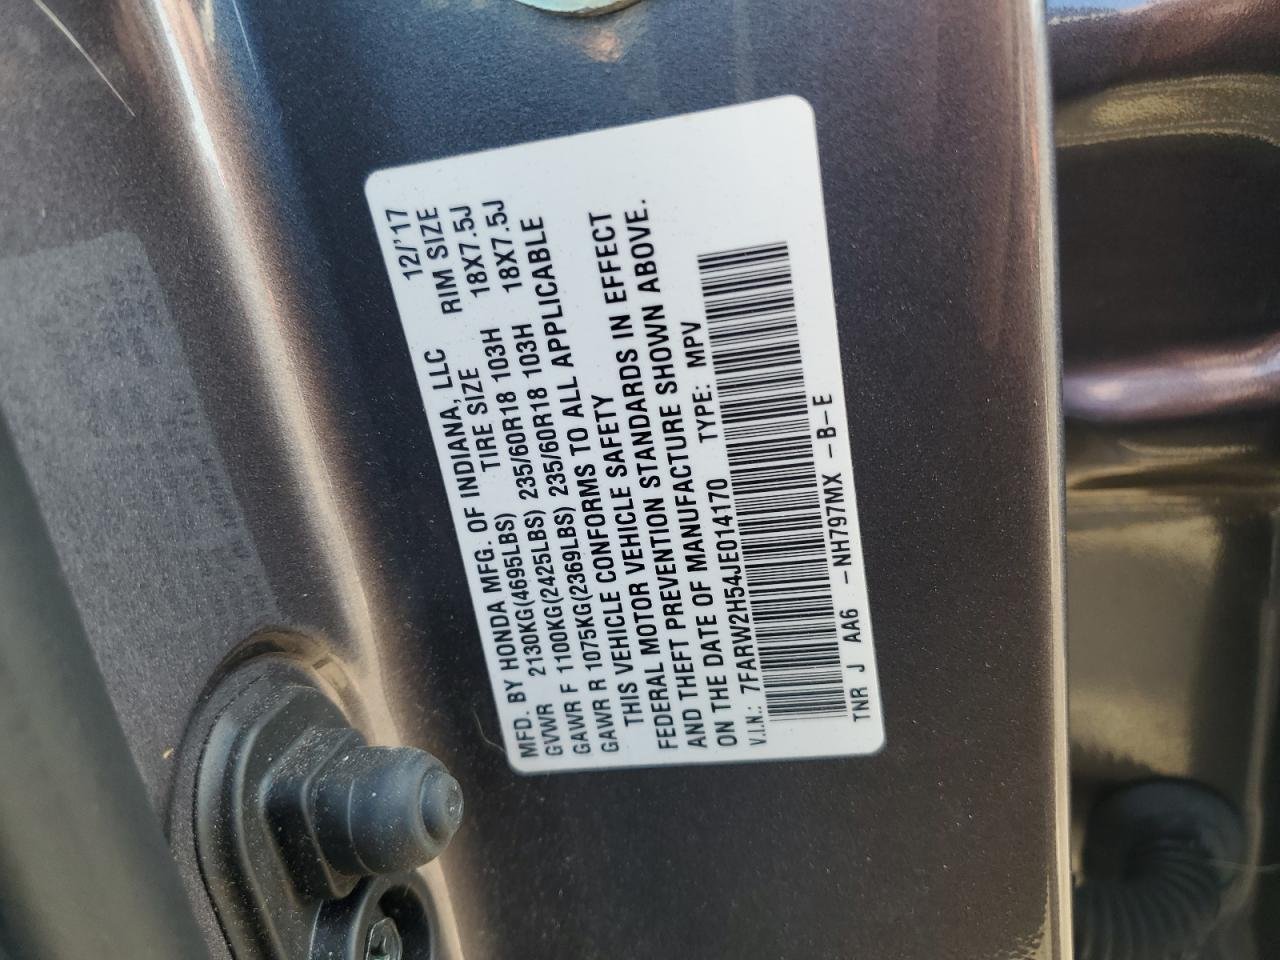 MFD. BY HONDA MFG. OF INDIANA, LLC 12/'17
GVWR 2130KG(4695LBS) TIRE SIZE RIM SIZE
GAWR F 1100KG(2425LBS) 235/60R18 103H 18X7.5J
GAWR R 1075KG(2369LBS) 235/60R18 103H 18X7.5J
THIS VEHICLE CONFORMS TO ALL APPLICABLE
FEDERAL MOTOR VEHICLE SAFETY
AND THEFT PREVENTION STANDARDS IN EFFECT
ON THE DATE OF MANUFACTURE SHOWN ABOVE.
V.I.N.: 7FARW2H54JE014170 TYPE: MPV
TNR J AA6 -NH797MX -B-E